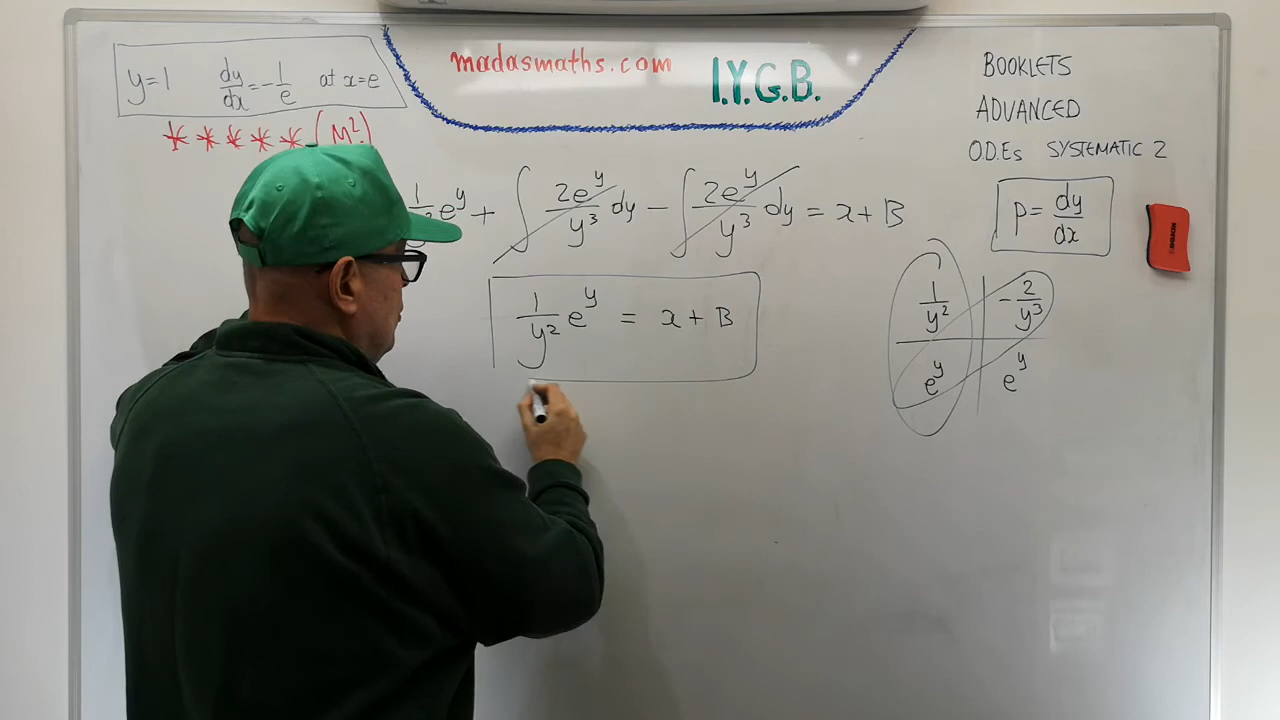 y=1 dy/dx=-1/e at x=e
madasmaths.com
I.Y.G.B.
BOOKLETS
ADVANCED
O.D.Es SYSTEMATIC 2
***** (M²)
e^y + ∫ 2e^y/y³ dy - ∫ 2e^y/y³ dy = x + B
P = dy/dx
1/y² e^y = x + B
1/y² -2/y³
e^y e^y